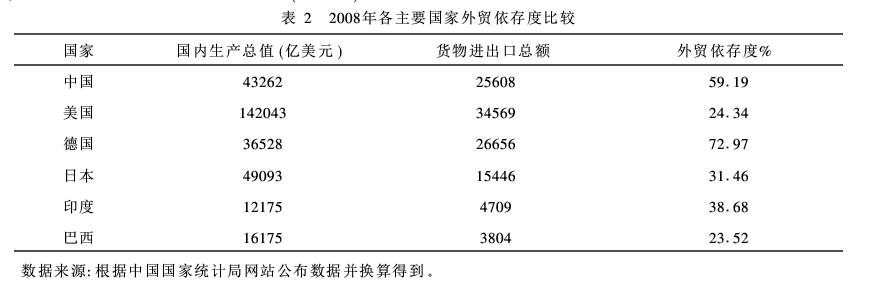 表 2 2008年各主要国家外贸依存度比较
国家 国内生产总值(亿美元) 货物进出口总额 外贸依存度%
中国 43262 25608 59.19
美国 142043 34569 24.34
德国 36528 26656 72.97
日本 49093 15446 31.46
印度 12175 4709 38.68
巴西 16175 3804 23.52
数据来源:根据中国国家统计局网站公布数据并换算得到。